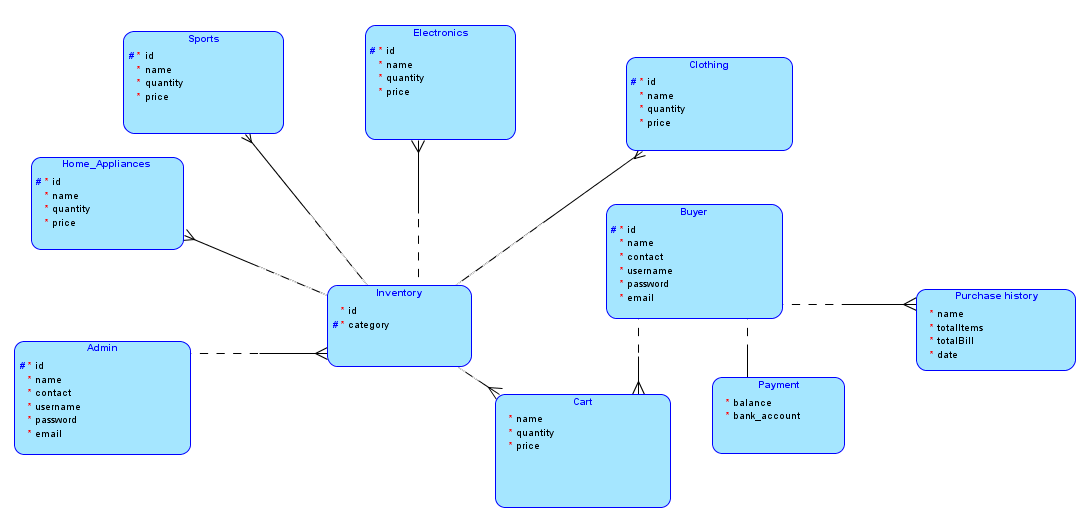 Sports
#* id
* name
* quantity
* price
Electronics
#* id
* name
* quantity
* price
Clothing
#* id
* name
* quantity
* price
Home_Appliances
#* id
* name
* quantity
* price
Buyer
#* id
* name
* contact
* username
* password
* email
Inventory
* id
#* category
Purchase history
* name
* totalItems
* totalBill
* date
Admin
#* id
* name
* contact
* username
* password
* email
Payment
* balance
* bank_account
Cart
* name
* quantity
* price